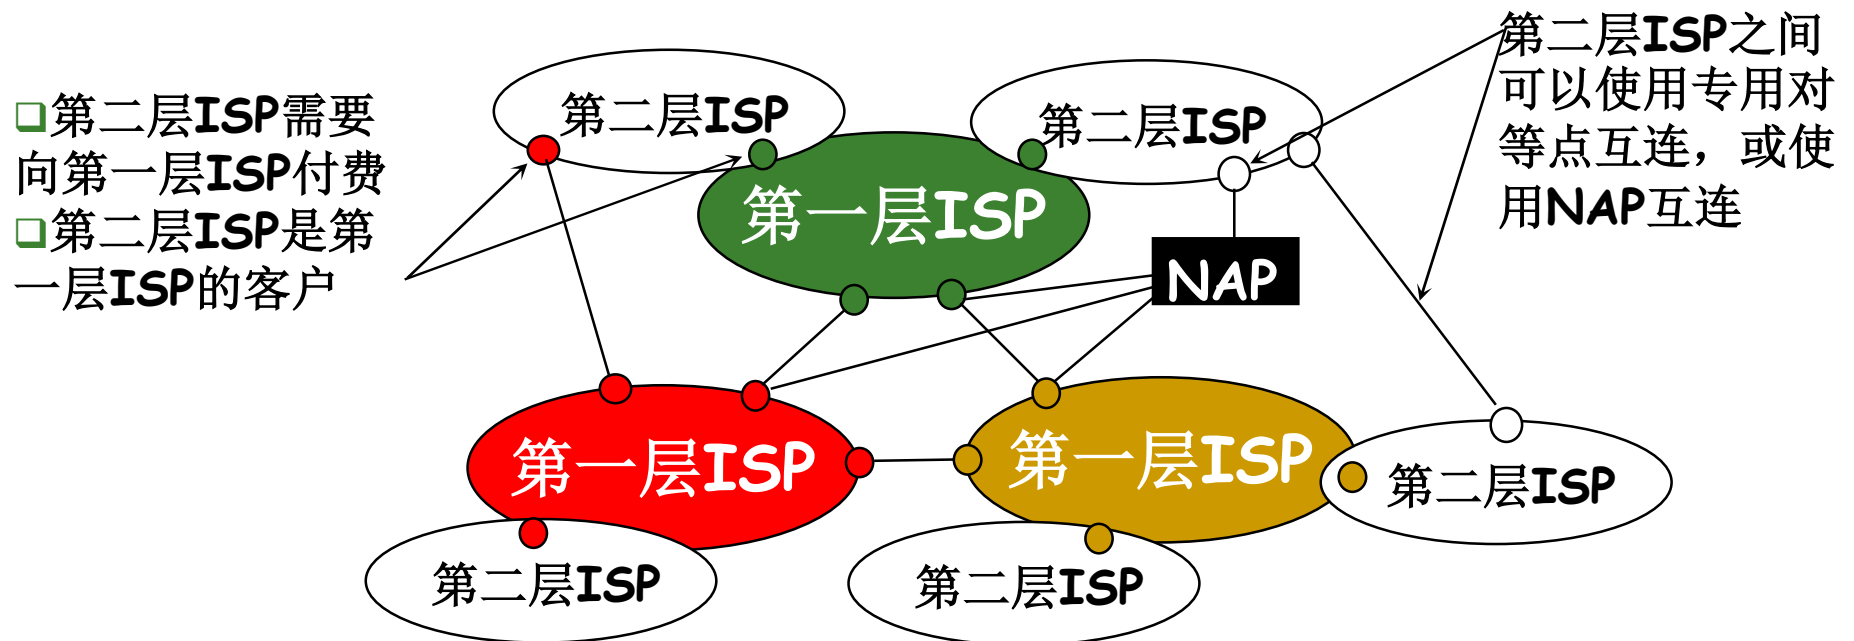 ❑第二层ISP需要
向第一层ISP付费
❑第二层ISP是第
一层ISP的客户
第二层ISP
第二层ISP
第二层ISP之间
可以使用专用对
等点互连，或使
用NAP互连
第一层ISP
NAP
第一层ISP
第一层ISP
第二层ISP
第二层ISP
第二层ISP